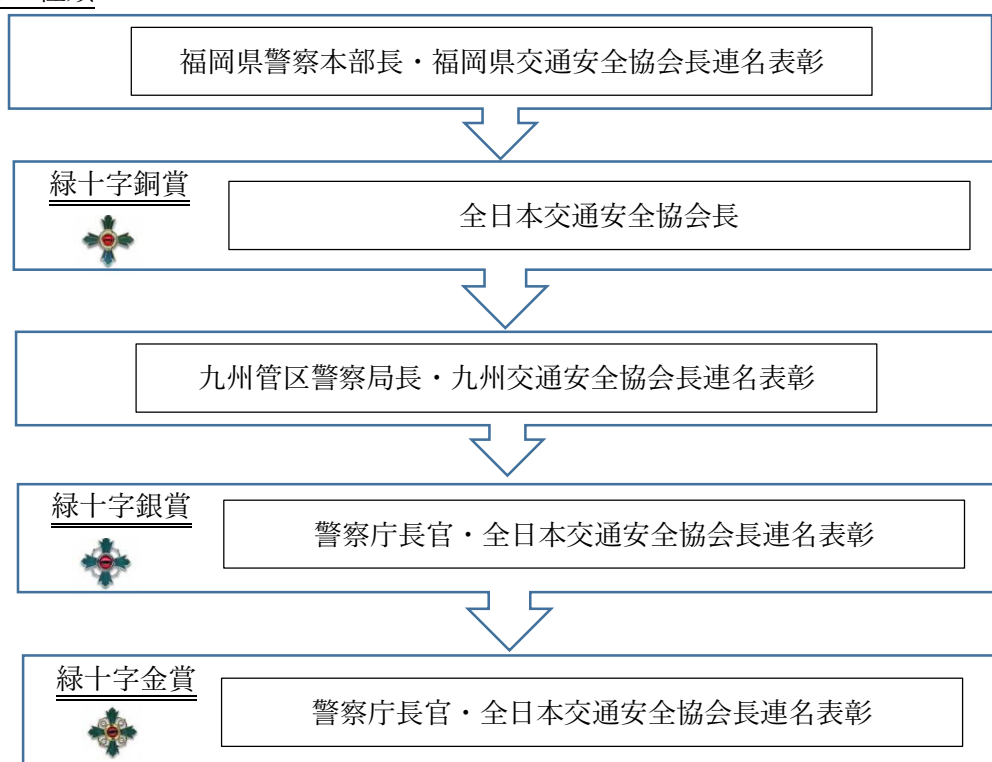 福岡県警察本部長・福岡県交通安全協会長連名表彰
緑十字銅賞
全日本交通安全協会長
九州管区警察局長・九州交通安全協会長連名表彰
緑十字銀賞
警察庁長官・全日本交通安全協会長連名表彰
緑十字金賞
警察庁長官・全日本交通安全協会長連名表彰